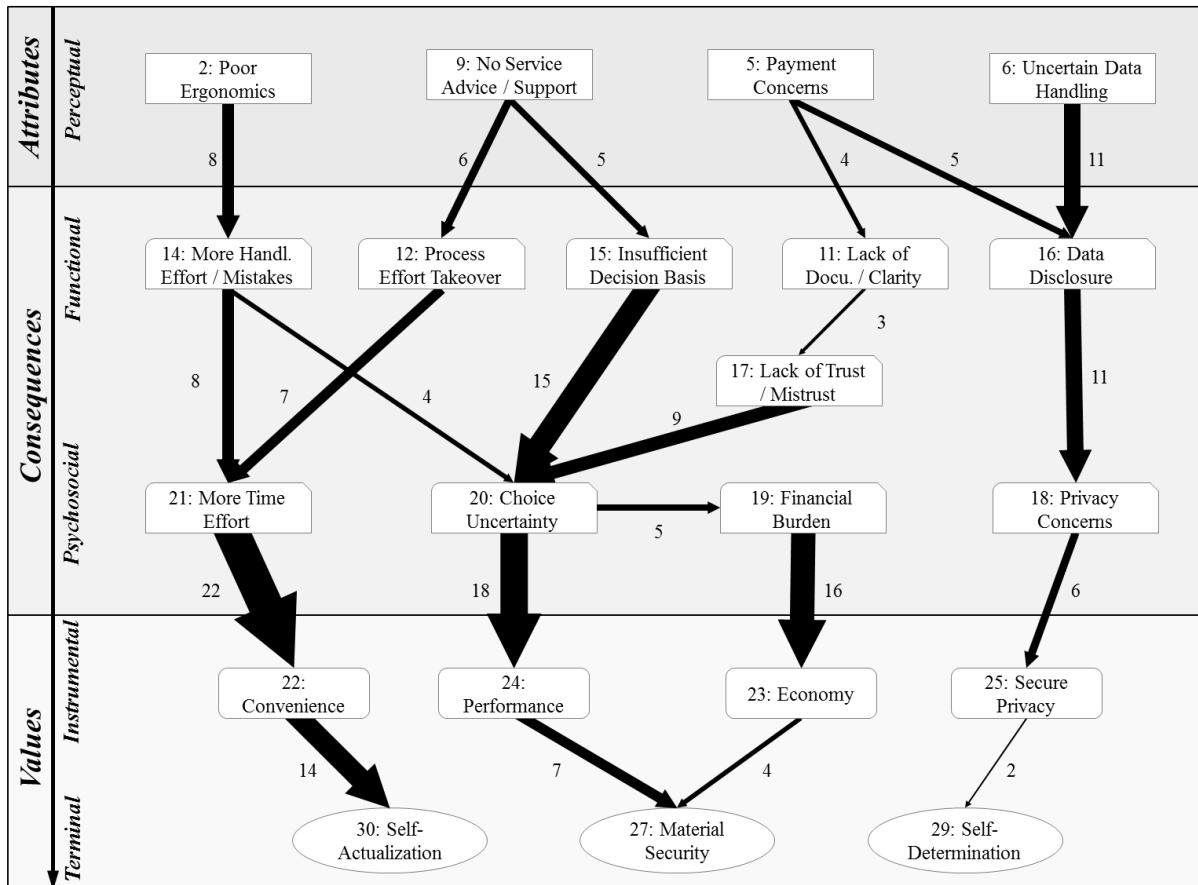 Attributes
Perceptual
2: Poor
Ergonomics
9: No Service
Advice / Support
5: Payment
Concerns
6: Uncertain Data
Handling
8
6
5
4
5
11
Consequences
Functional
14: More Handl.
Effort / Mistakes
12: Process
Effort Takeover
15: Insufficient
Decision Basis
11: Lack of
Docu. / Clarity
16: Data
Disclosure
3
17: Lack of Trust
/ Mistrust
8
7
4
15
9
11
Psychosocial
21: More Time
Effort
20: Choice
Uncertainty
5
19: Financial
Burden
18: Privacy
Concerns
22
18
16
6
Values
Instrumental
22:
Convenience
24:
Performance
23: Economy
25: Secure
Privacy
14
7
4
2
Terminal
30: Self-
Actualization
27: Material
Security
29: Self-
Determination